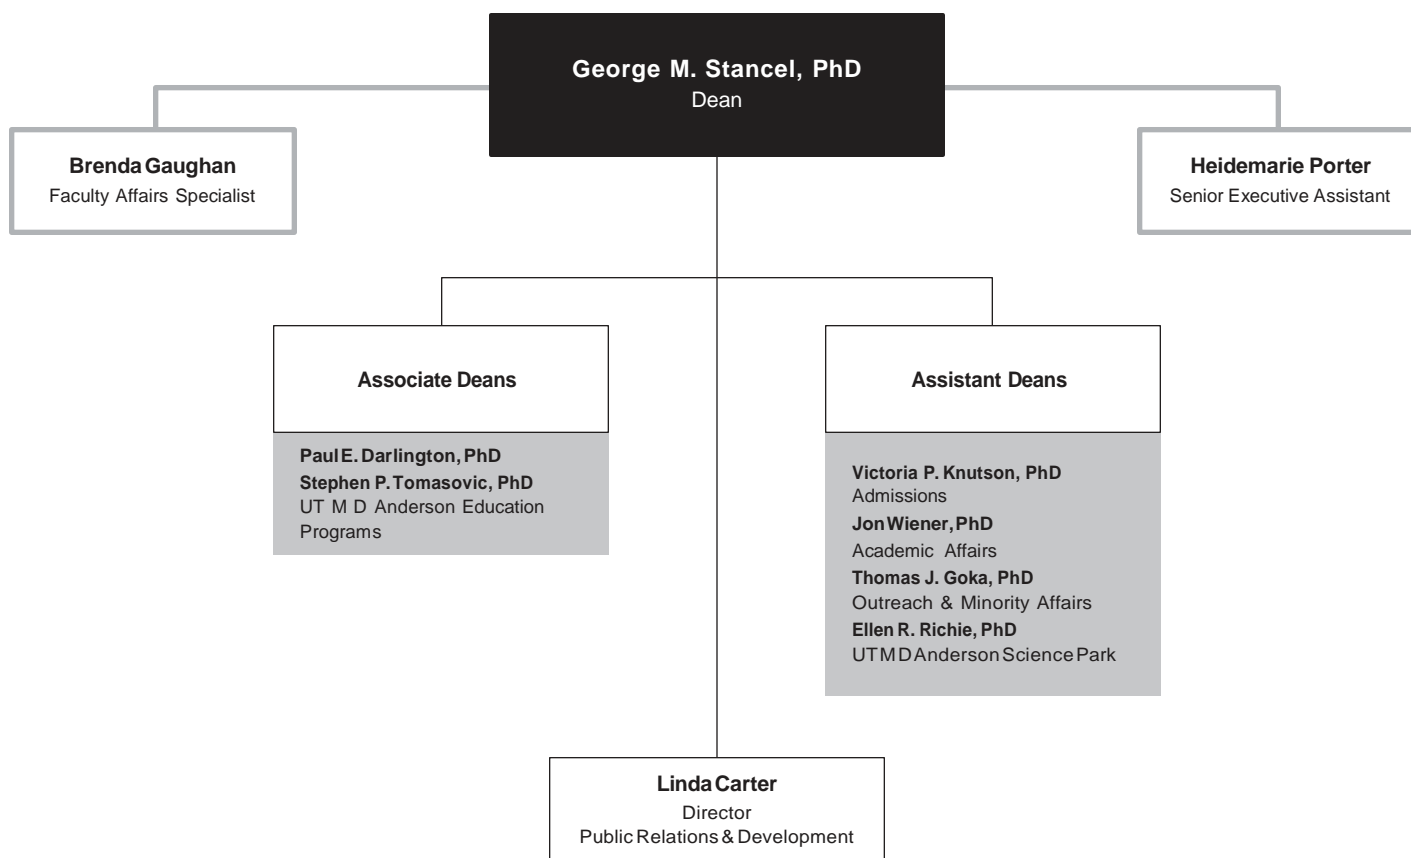 George M. Stancel, PhD
Dean
Brenda Gaughan
Faculty Affairs Specialist
Heidemarie Porter
Senior Executive Assistant
Associate Deans
Paul E. Darlington, PhD
Stephen P. Tomasovic, PhD
UT M D Anderson Education
Programs
Assistant Deans
Victoria P. Knutson, PhD
Admissions
Jon Wiener, PhD
Academic Affairs
Thomas J. Goka, PhD
Outreach & Minority Affairs
Ellen R. Richie, PhD
UT M D Anderson Science Park
Linda Carter
Director
Public Relations & Development